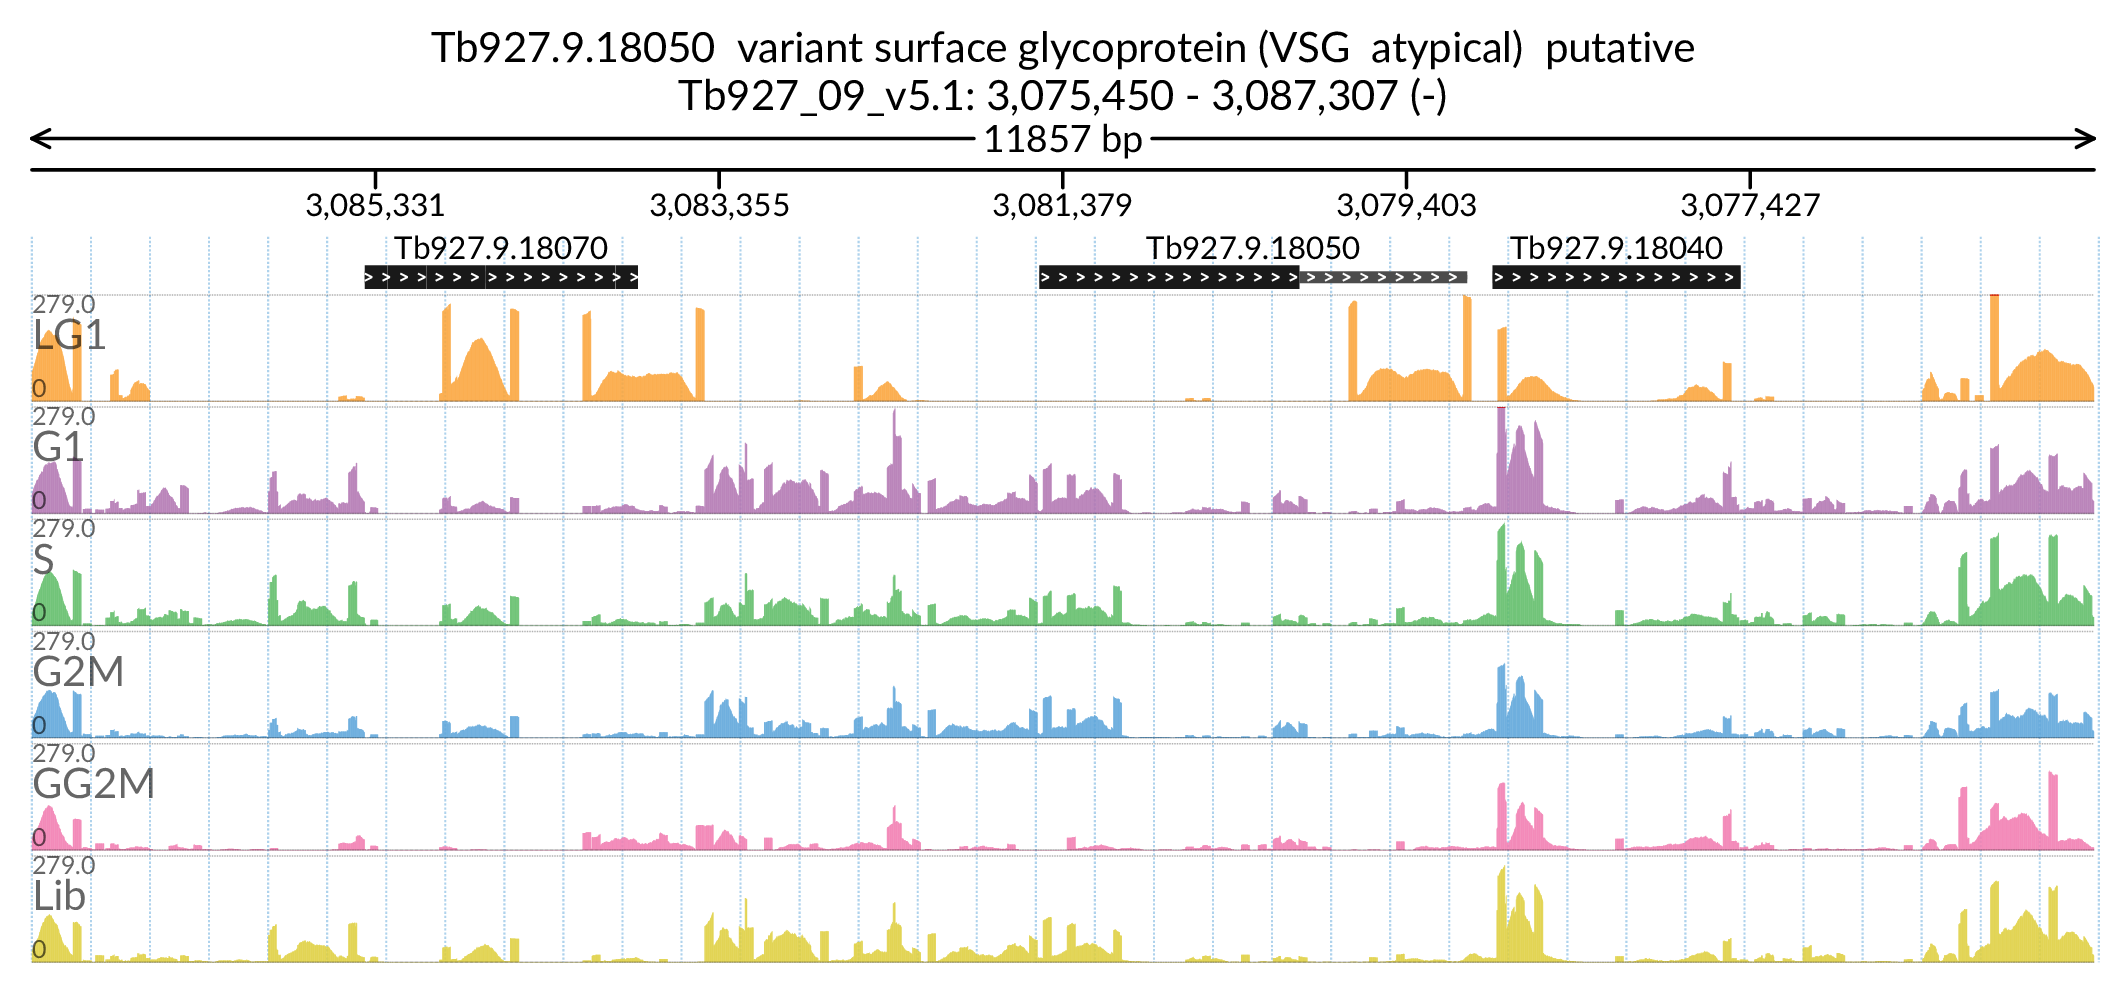 Tb927.9.18050 variant surface glycoprotein (VSG atypical) putative
Tb927_09_v5.1: 3,075,450 - 3,087,307 (-)
11857 bp
3,085,331 3,083,355 3,081,379 3,079,403 3,077,427
Tb927.9.18070 Tb927.9.18050 Tb927.9.18040
279.0
LG1
0
279.0
G1
0
279.0
S
0
279.0
G2M
0
279.0
GG2M
0
279.0
Lib
0